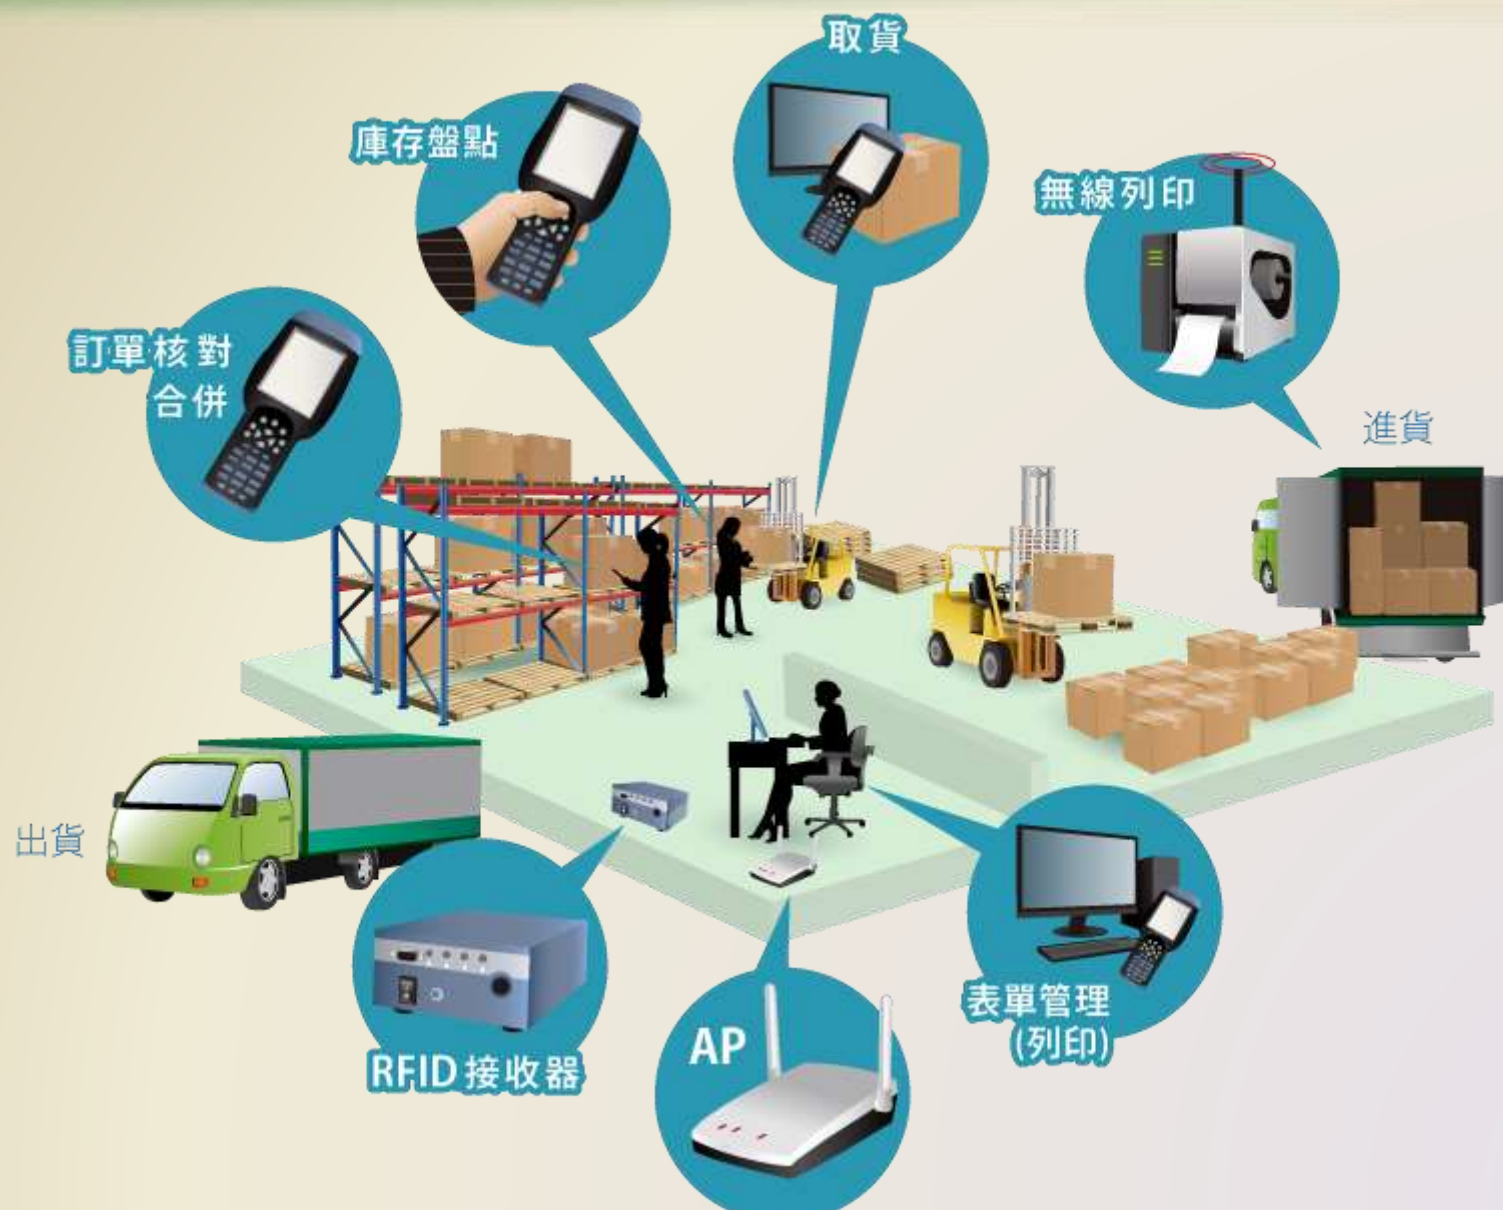 取貨
庫存盤點
無線列印
訂單核對
合併
進貨
出貨
RFID接收器
AP
表單管理
(列印)